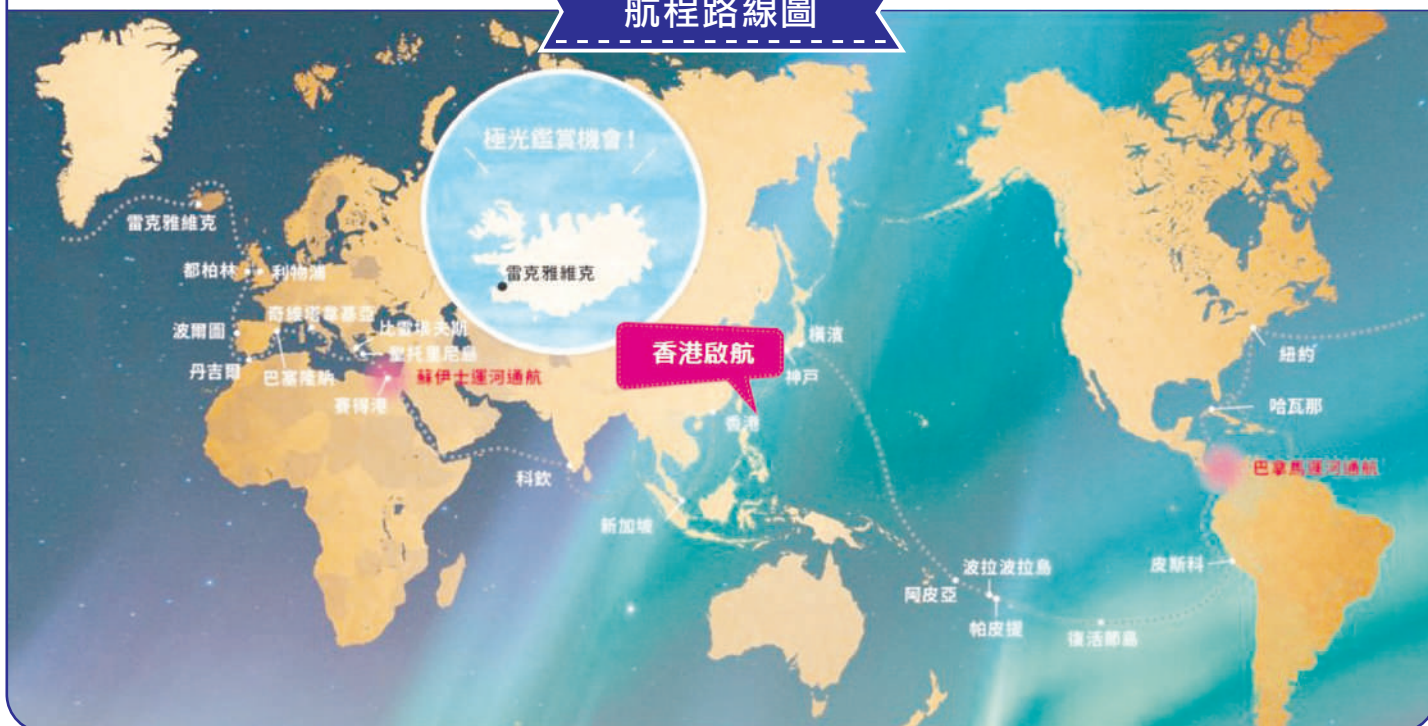 航程路線圖
極光鑑賞機會！
雷克雅維克
雷克雅維克
都柏林
利物浦
波爾圖
奇維塔韋基亞
比雷埃夫斯
聖托里尼島
丹吉爾
巴塞隆納
蘇伊士運河通航
賽得港
科欽
新加坡
香港啟航
香港
橫濱
神戶
阿皮亞
波拉波拉島
帕皮提
復活節島
皮斯科
巴拿馬運河通航
哈瓦那
紐約